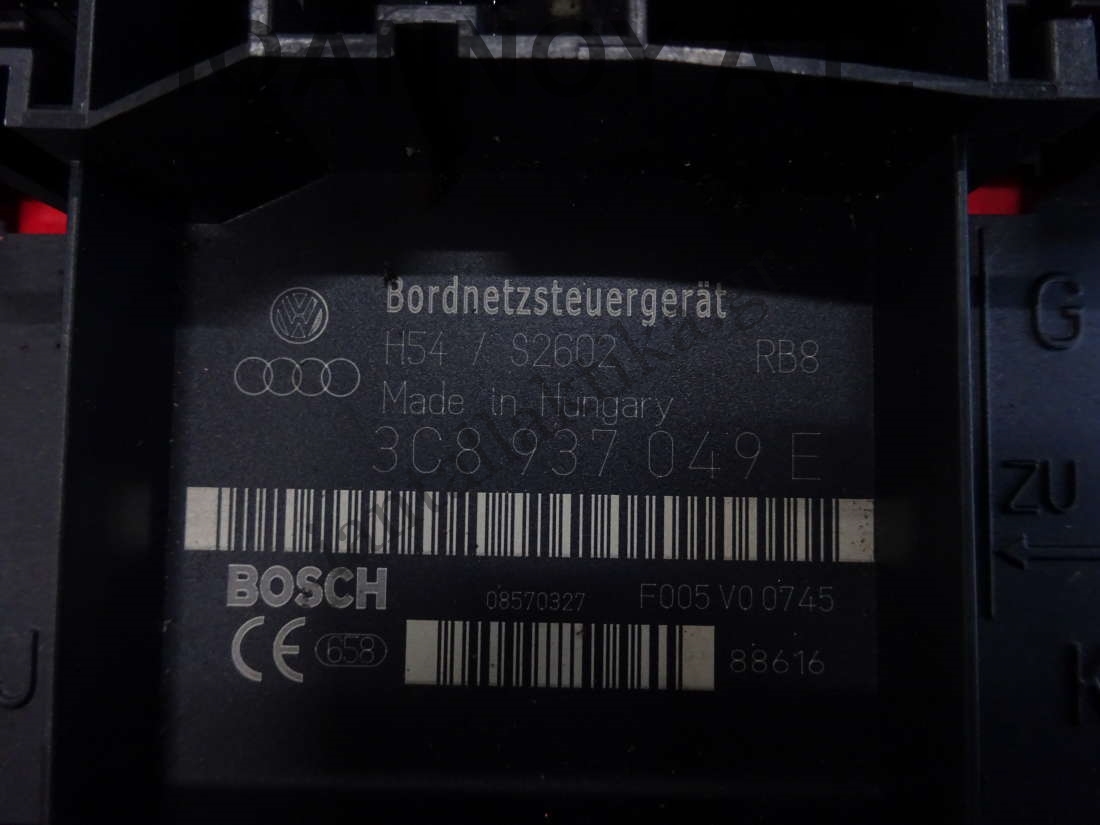 Bordnetzsteuergerät
H54 / S2602 RB8
Made in Hungary
3C8 937 049 E
BOSCH
08570327 F005 V0 0745
CE 658
88616
G
ZU